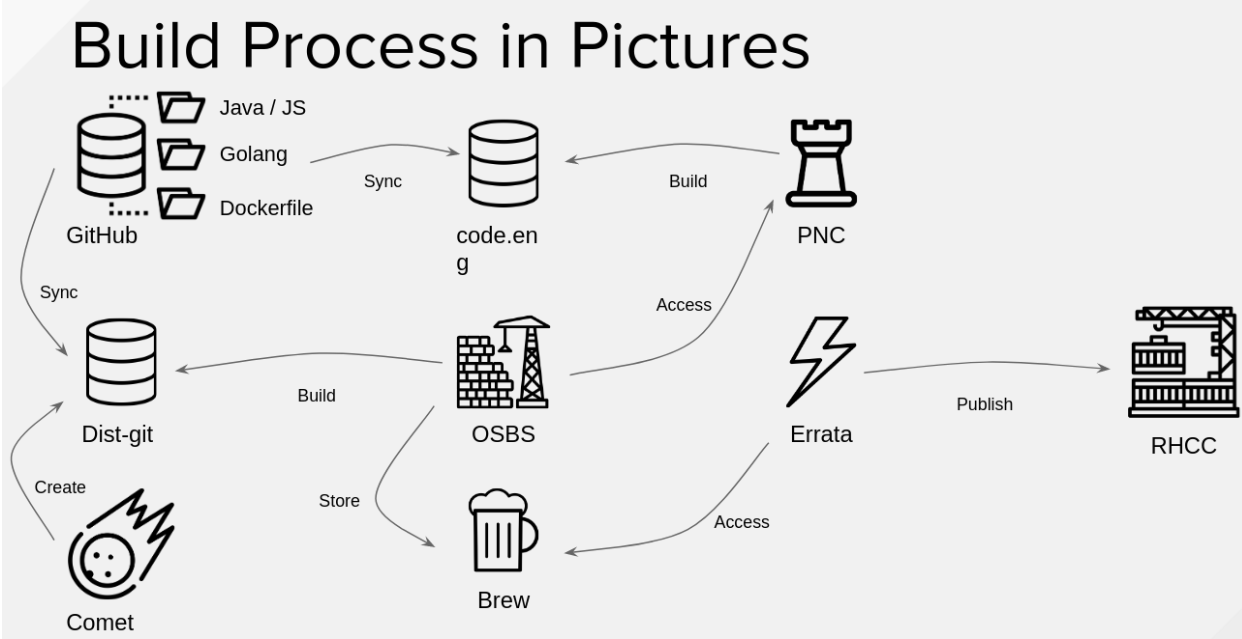 Build Process in Pictures
Java / JS
Golang
Dockerfile
GitHub
Sync
code.en
g
Build
PNC
Sync
Access
Dist-git
Build
OSBS
Errata
Publish
RHCC
Create
Store
Access
Comet
Brew